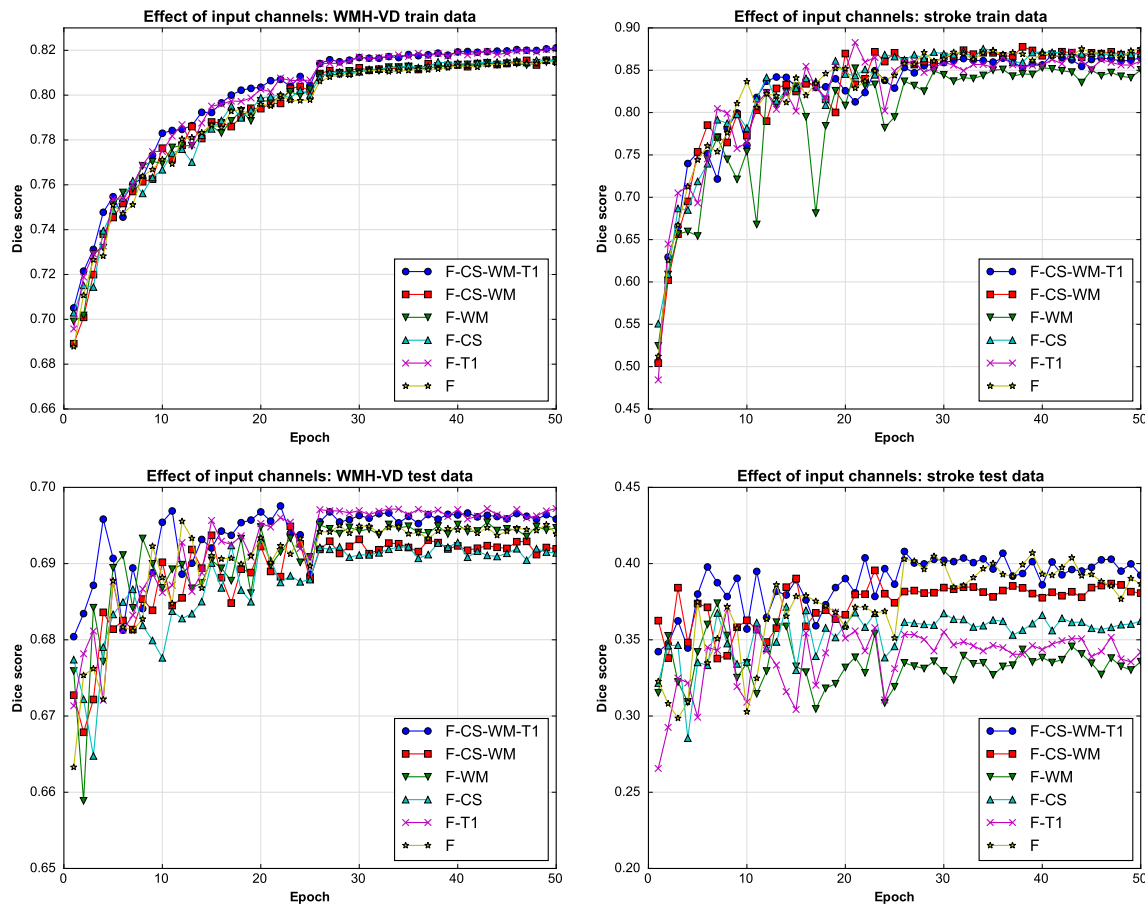 Effect of input channels: WMH-VD train data
Dice score
0.82
0.80
0.78
0.76
0.74
0.72
0.70
0.68
0.66
F-CS-WM-T1
F-CS-WM
F-WM
F-CS
F-T1
F
0 10 20 30 40 50
Epoch
Effect of input channels: stroke train data
Dice score
0.90
0.85
0.80
0.75
0.70
0.65
0.60
0.55
0.50
0.45
F-CS-WM-T1
F-CS-WM
F-WM
F-CS
F-T1
F
0 10 20 30 40 50
Epoch
Effect of input channels: WMH-VD test data
Dice score
0.70
0.69
0.68
0.67
0.66
0.65
F-CS-WM-T1
F-CS-WM
F-WM
F-CS
F-T1
F
0 10 20 30 40 50
Epoch
Effect of input channels: stroke test data
Dice score
0.45
0.40
0.35
0.30
0.25
0.20
F-CS-WM-T1
F-CS-WM
F-WM
F-CS
F-T1
F
0 10 20 30 40 50
Epoch